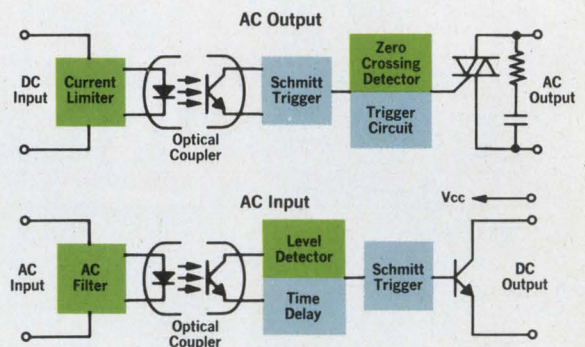 AC Output
DC
Input
Current
Limiter
Optical
Coupler
Schmitt
Trigger
Zero
Crossing
Detector
Trigger
Circuit
AC
Output
AC Input
AC
Input
AC
Filter
Optical
Coupler
Level
Detector
Time
Delay
Schmitt
Trigger
Vcc
DC
Output